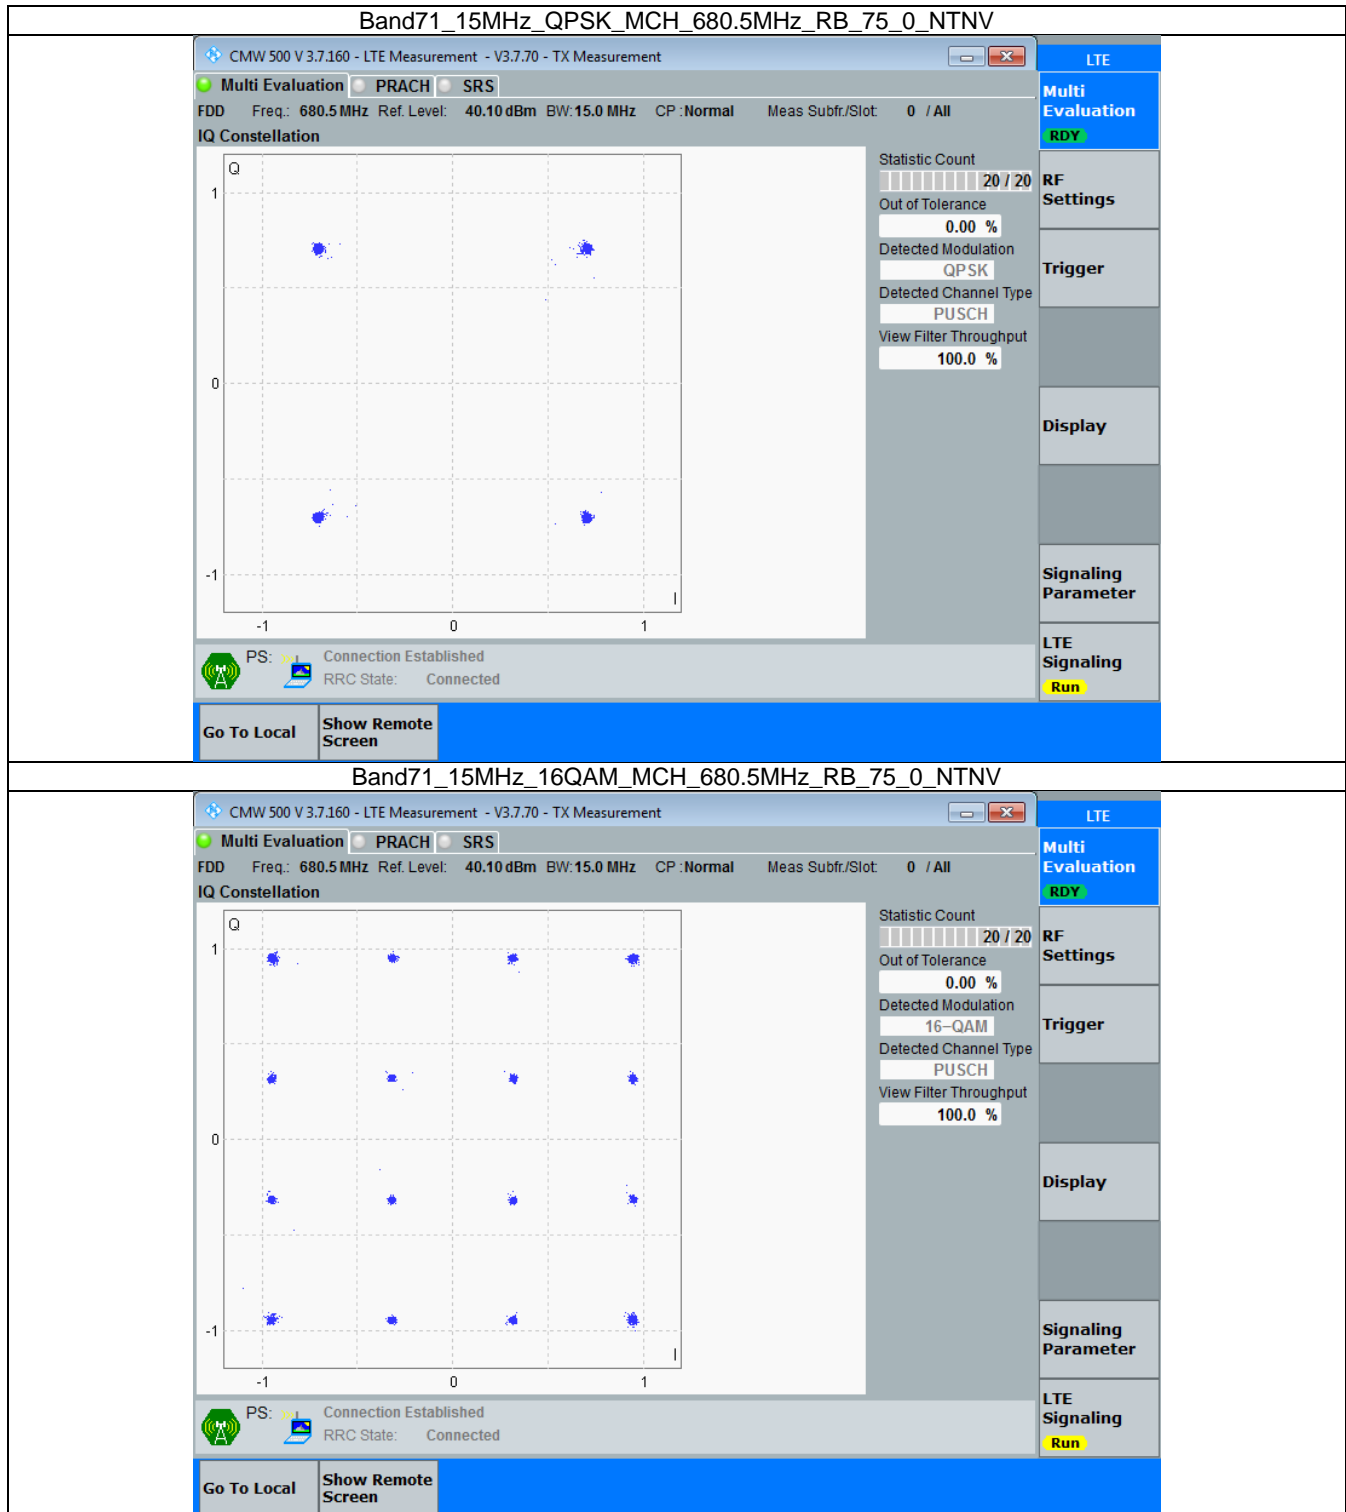 Band71_15MHz_QPSK_MCH_680.5MHz_RB_75_0_NTNV
CMW 500 V 3.7.160 - LTE Measurement - V3.7.70 - TX Measurement
LTE
Multi Evaluation PRACH SRS
FDD Freq.: 680.5 MHz Ref. Level: 40.10 dBm BW: 15.0 MHz CP : Normal Meas Subfr./Slot: 0 / All
IQ Constellation
Q
1
0
-1
I
-1 0 1
Statistic Count
20 / 20
Out of Tolerance
0.00 %
Detected Modulation
QPSK
Detected Channel Type
PUSCH
View Filter Throughput
100.0 %
Multi
Evaluation
RDY
RF
Settings
Trigger
Display
Signaling
Parameter
LTE
Signaling
Run
PS: Connection Established
RRC State: Connected
Go To Local
Show Remote
Screen
Band71_15MHz_16QAM_MCH_680.5MHz_RB_75_0_NTNV
CMW 500 V 3.7.160 - LTE Measurement - V3.7.70 - TX Measurement
LTE
Multi Evaluation PRACH SRS
FDD Freq.: 680.5 MHz Ref. Level: 40.10 dBm BW: 15.0 MHz CP : Normal Meas Subfr./Slot: 0 / All
IQ Constellation
Q
1
0
-1
I
-1 0 1
Statistic Count
20 / 20
Out of Tolerance
0.00 %
Detected Modulation
16-QAM
Detected Channel Type
PUSCH
View Filter Throughput
100.0 %
Multi
Evaluation
RDY
RF
Settings
Trigger
Display
Signaling
Parameter
LTE
Signaling
Run
PS: Connection Established
RRC State: Connected
Go To Local
Show Remote
Screen